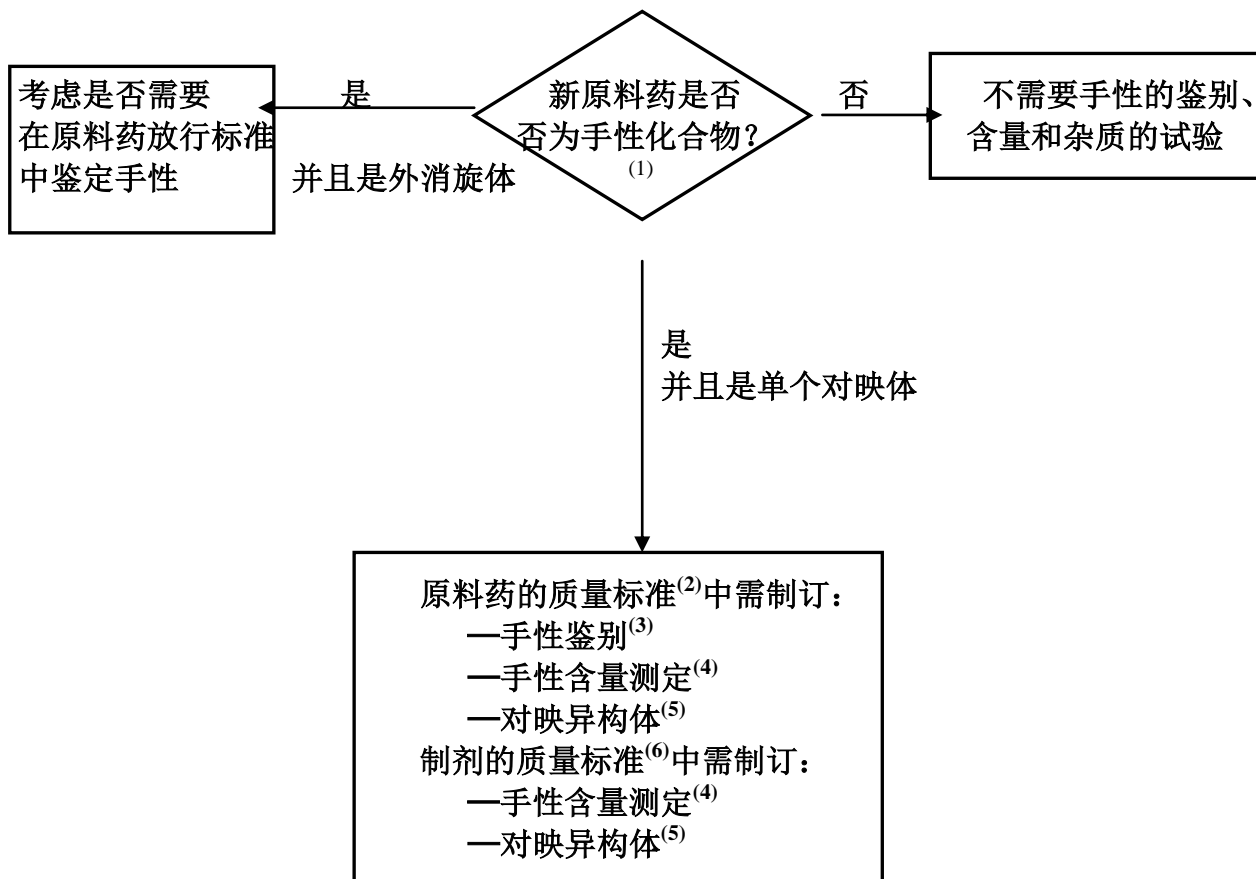 考虑是否需要
在原料药放行标准
中鉴定手性
是
并且是外消旋体
新原料药是否
否为手性化合物？
(1)
否
不需要手性的鉴别、
含量和杂质的试验
是
并且是单个对映体
原料药的质量标准(2)中需制订：
—手性鉴别(3)
—手性含量测定(4)
—对映异构体(5)
制剂的质量标准(6)中需制订：
—手性含量测定(4)
—对映异构体(5)